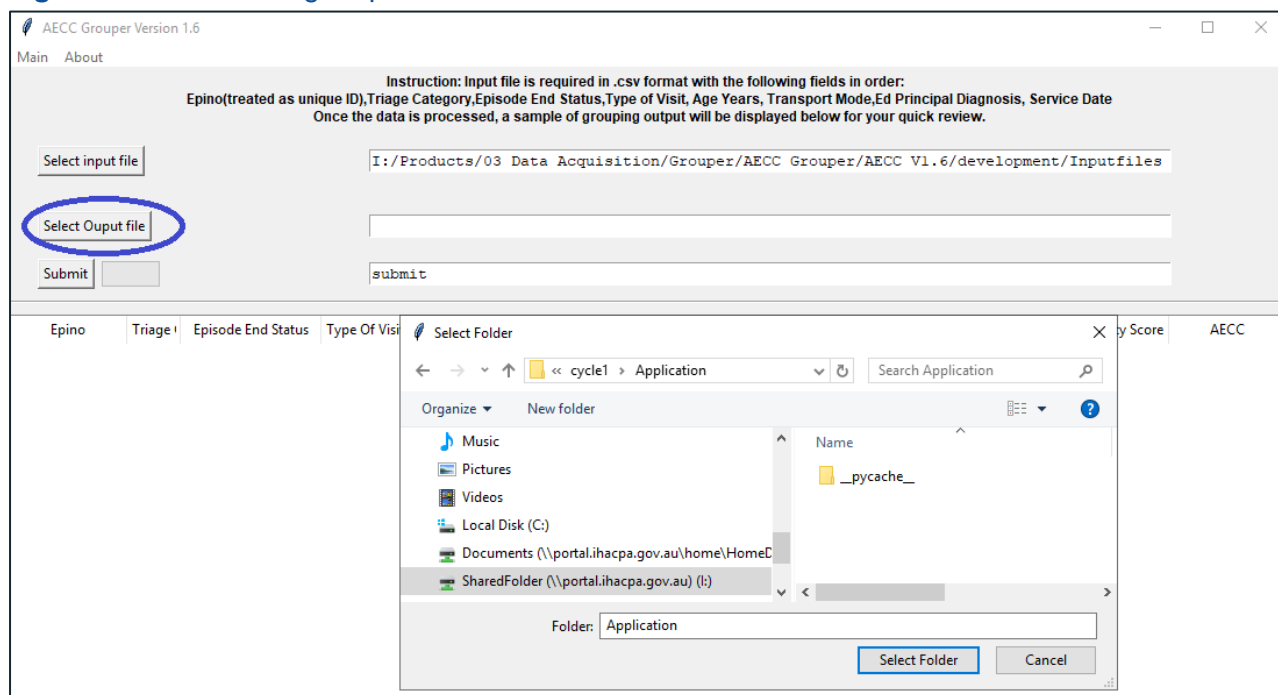 AECC Grouper Version 1.6
Main About
Instruction: Input file is required in .csv format with the following fields in order:
Epino(treated as unique ID),Triage Category,Episode End Status,Type of Visit, Age Years, Transport Mode,Ed Principal Diagnosis, Service Date
Once the data is processed, a sample of grouping output will be displayed below for your quick review.
Select input file
I:/Products/03 Data Acquisition/Grouper/AECC Grouper/AECC V1.6/development/Inputfiles
Select Ouput file
Submit
submit
Epino Triage Episode End Status Type Of Visi y Score AECC
Select Folder
« cycle1 › Application
Search Application
Organize
New folder
Music
Name
Pictures
__pycache__
Videos
Local Disk (C:)
Documents (\\portal.ihacpa.gov.au\home\HomeD
SharedFolder (\\portal.ihacpa.gov.au) (I:)
Folder: Application
Select Folder
Cancel